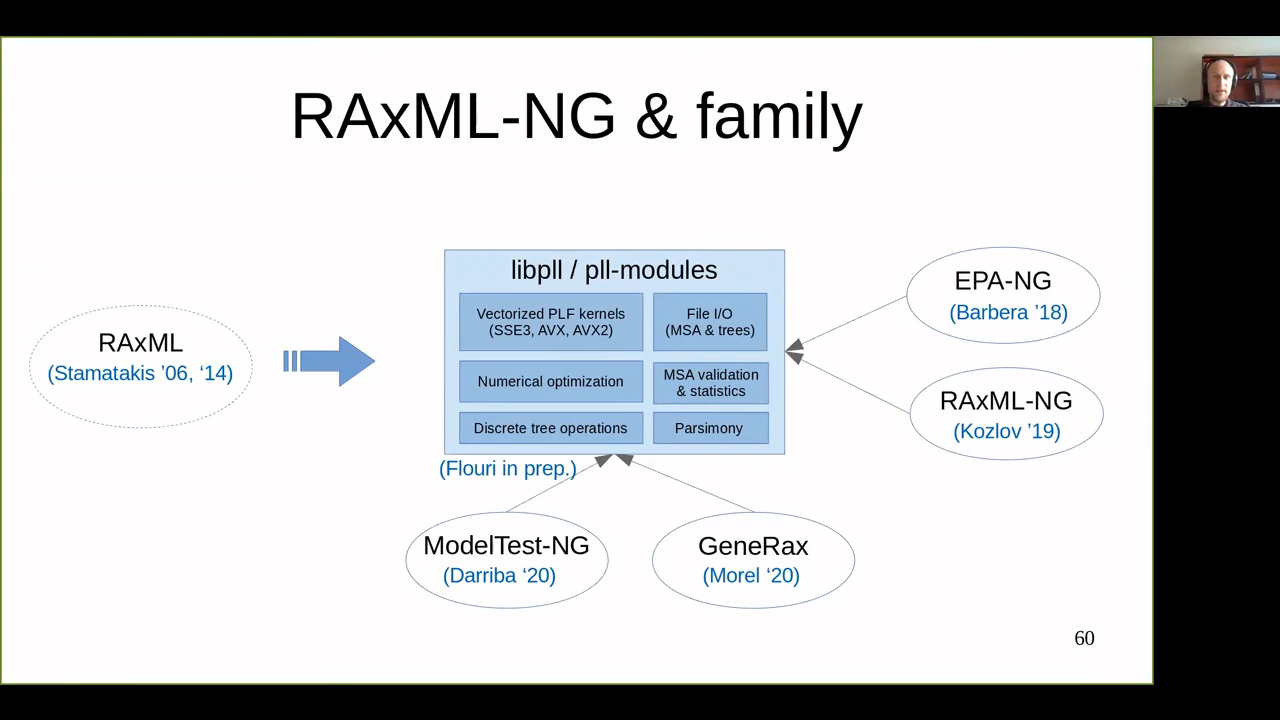 RAxML-NG & family
RAxML
(Stamatakis ’06, ‘14)
libpll / pll-modules
Vectorized PLF kernels
(SSE3, AVX, AVX2)
File I/O
(MSA & trees)
Numerical optimization
MSA validation
& statistics
Discrete tree operations
Parsimony
(Flouri in prep.)
EPA-NG
(Barbera ’18)
RAxML-NG
(Kozlov ’19)
ModelTest-NG
(Darriba ‘20)
GeneRax
(Morel ‘20)
60